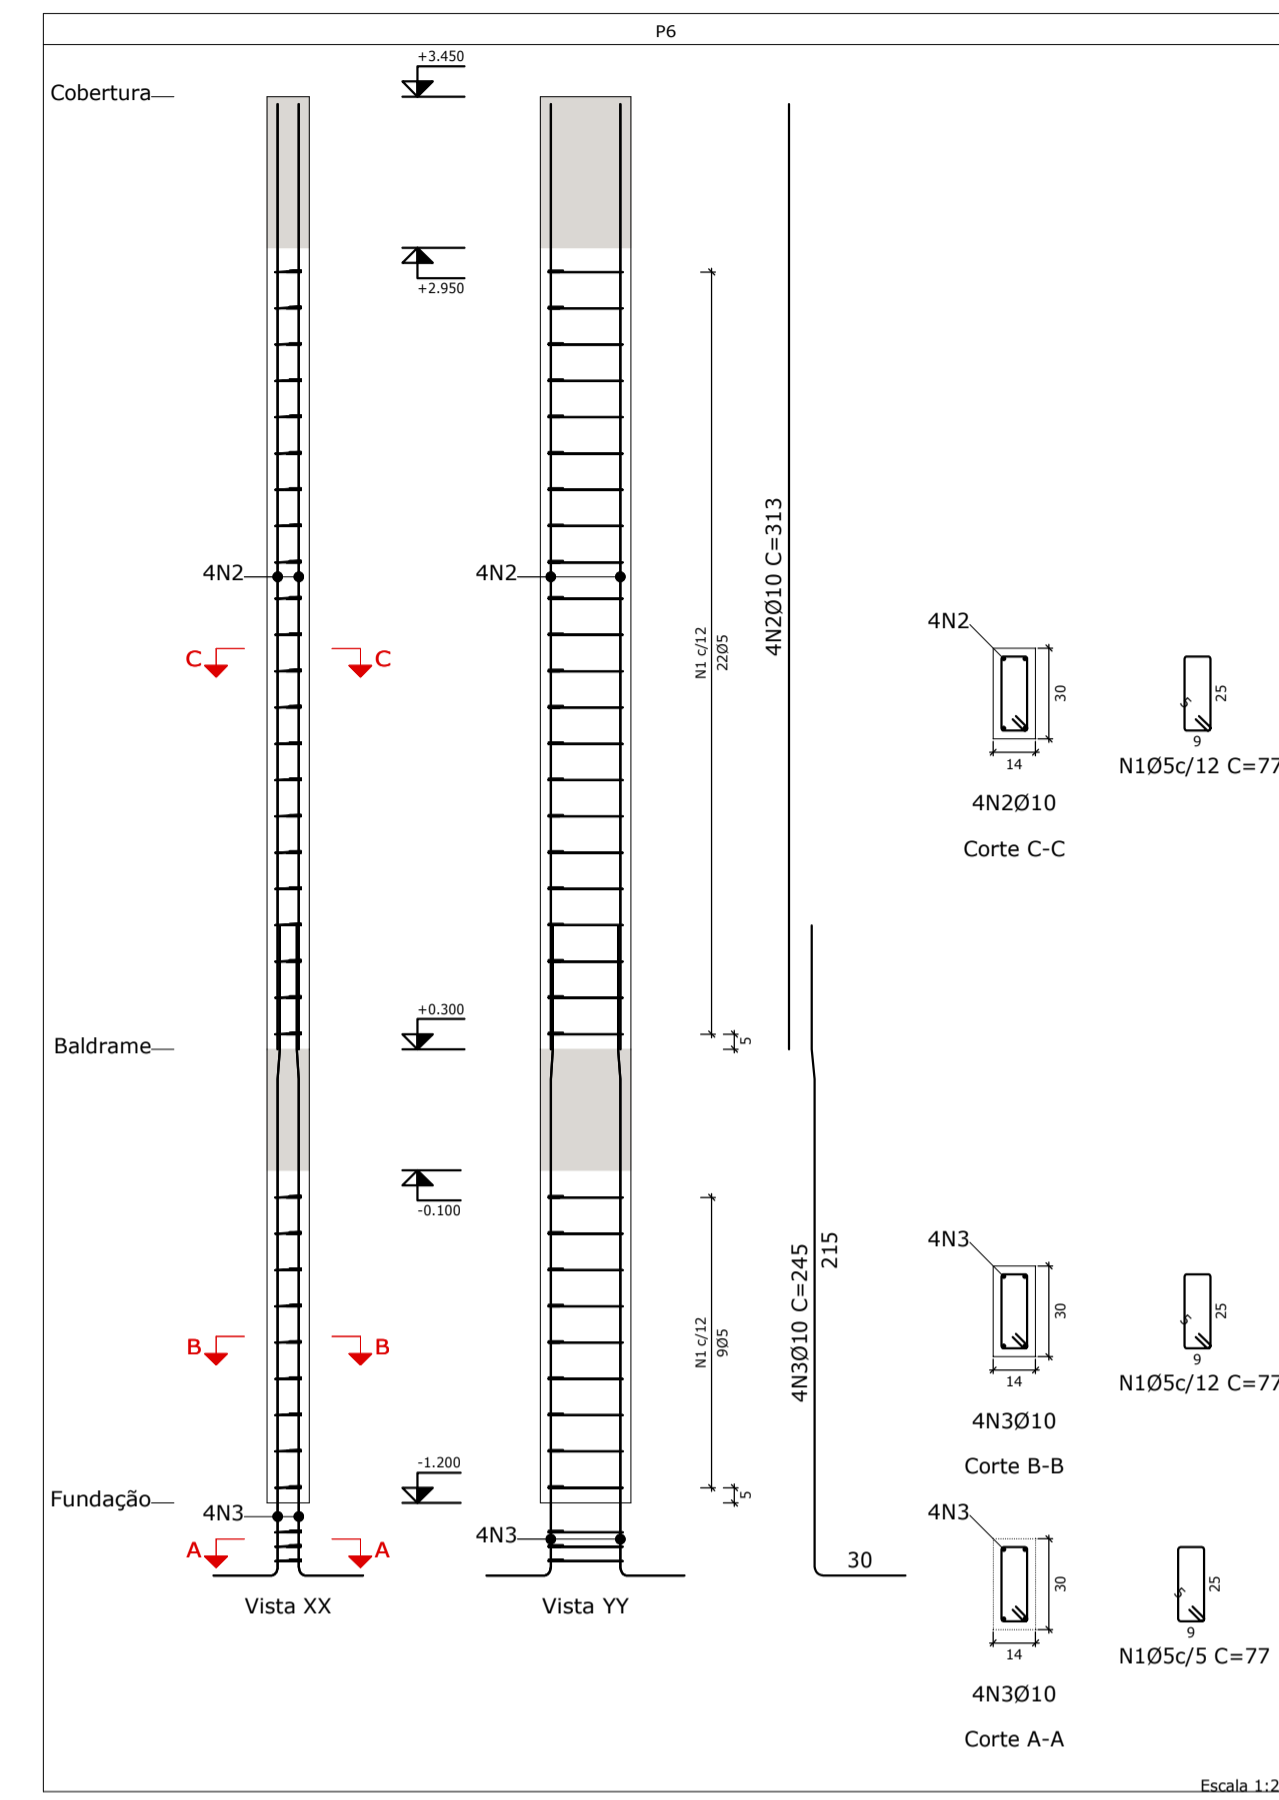 P6
+3.450
Cobertura
+2.950
4N2
4N2
C
C
N1 c/12
22Ø5
4N2Ø10 C=313
4N2
30
14
4N2Ø10
Corte C-C
5
25
9
N1Ø5c/12 C=77
+0.300
Baldrame
5
-0.100
N1 c/12
9Ø5
4N3Ø10 C=245
215
B
B
4N3
30
14
4N3Ø10
Corte B-B
5
25
9
N1Ø5c/12 C=77
-1.200
Fundação
5
4N3
4N3
A
A
30
Vista XX
Vista YY
4N3
30
14
4N3Ø10
Corte A-A
5
25
9
N1Ø5c/5 C=77
Escala 1:2